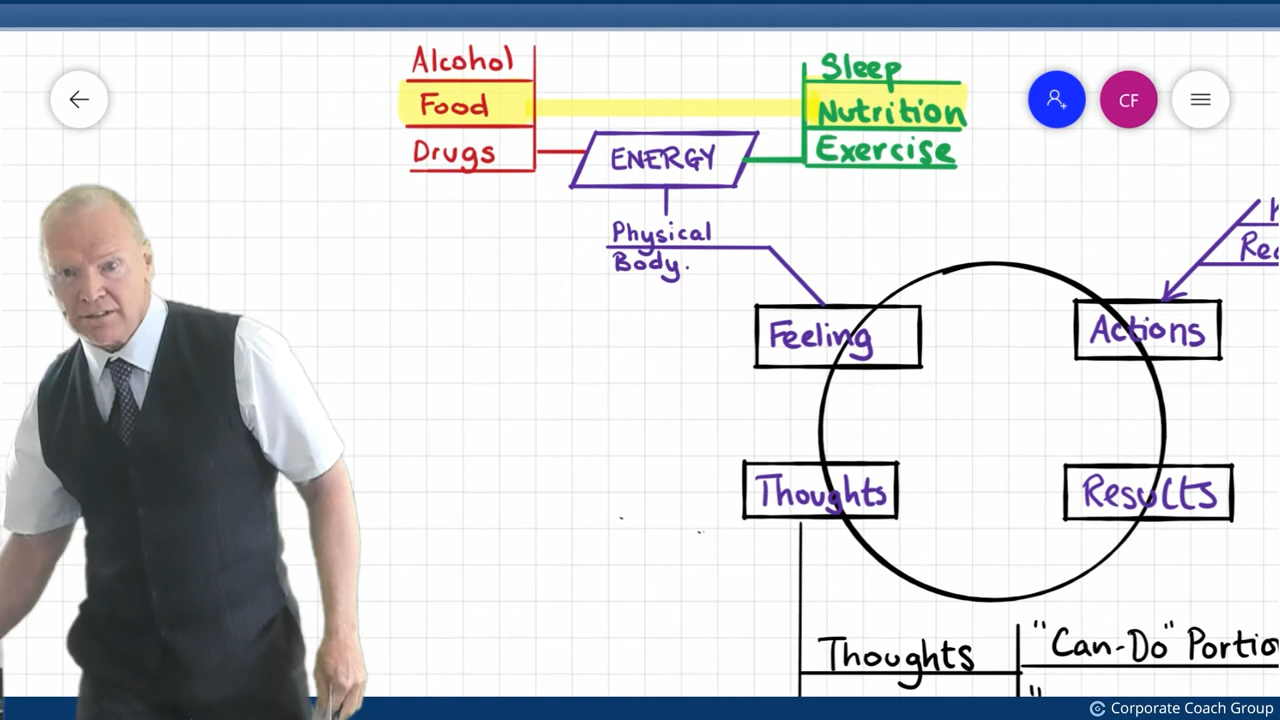 Alcohol
Food
Drugs
Sleep
Nutrition
Exercise
ENERGY
CF
Physical
Body.
Feeling
Actions
Thoughts
Results
Thoughts
"Can-Do"
Corporate Coach Group